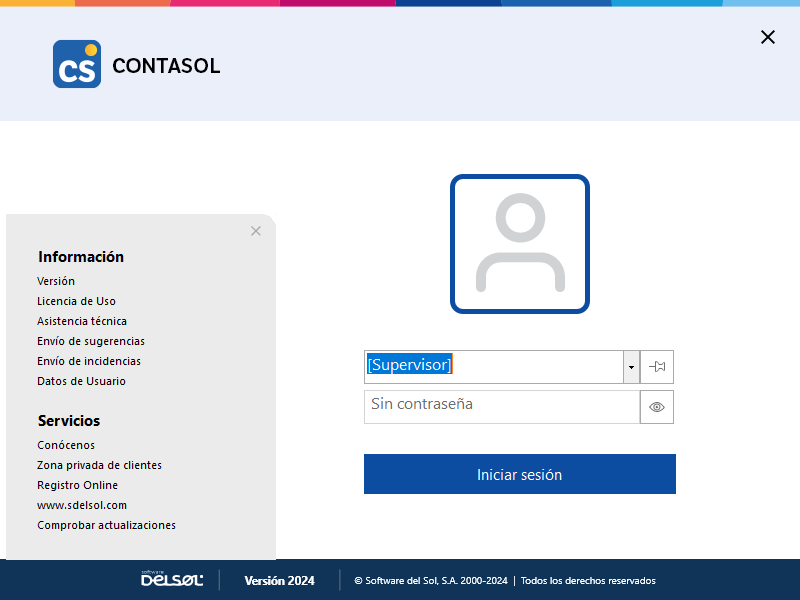 CS CONTASOL
Información
Versión
Licencia de Uso
Asistencia técnica
Envío de sugerencias
Envío de incidencias
Datos de Usuario
Servicios
Conócenos
Zona privada de clientes
Registro Online
www.sdelsol.com
Comprobar actualizaciones
[Supervisor]
Sin contraseña
Iniciar sesión
software
DELSOL
Versión 2024
© Software del Sol, S.A. 2000-2024 | Todos los derechos reservados